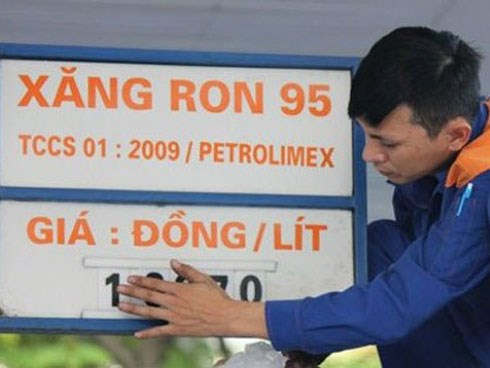 XĂNG RON 95
TCCS 01 : 2009 / PETROLIMEX
GIÁ : ĐỒNG/LÍT